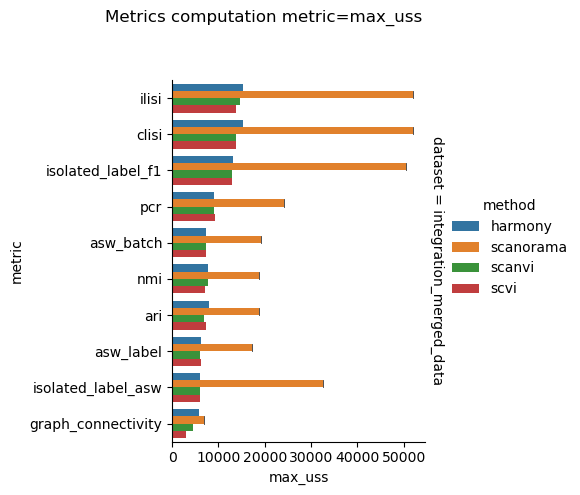 Metrics computation metric=max_uss
ilisi
clisi
isolated_label_f1
pcr
asw_batch
nmi
ari
asw_label
isolated_label_asw
graph_connectivity
metric
0 10000 20000 30000 40000 50000
max_uss
dataset = integration_merged_data
method
harmony
scanorama
scanvi
scvi